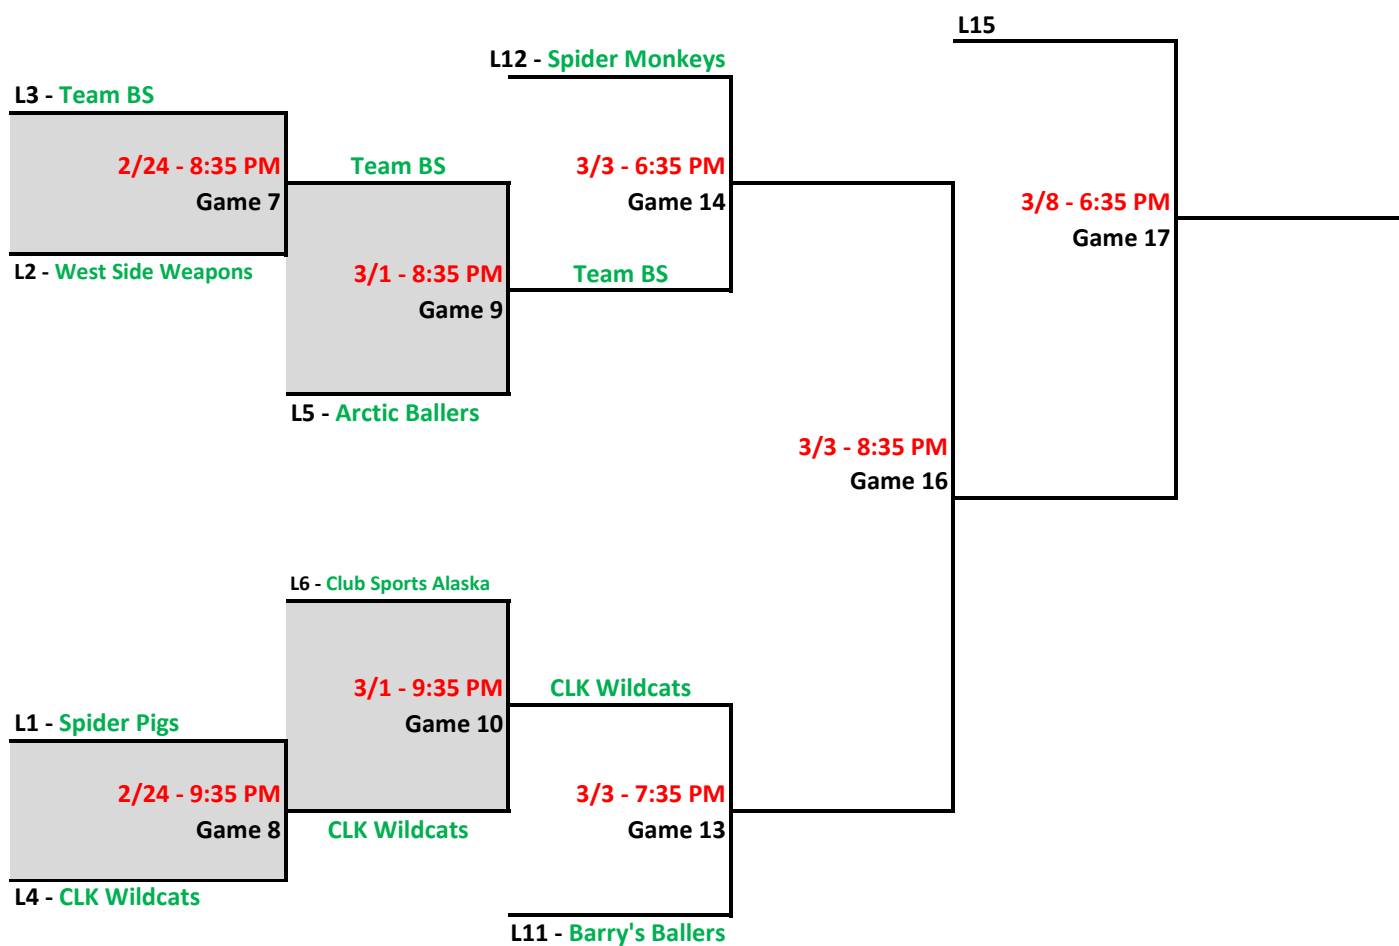 L15
L12 - Spider Monkeys
L3 - Team BS
2/24 - 8:35 PM
Game 7
Team BS
3/3 - 6:35 PM
Game 14
3/8 - 6:35 PM
Game 17
L2 - West Side Weapons
3/1 - 8:35 PM
Game 9
Team BS
L5 - Arctic Ballers
3/3 - 8:35 PM
Game 16
L6 - Club Sports Alaska
3/1 - 9:35 PM
Game 10
CLK Wildcats
L1 - Spider Pigs
2/24 - 9:35 PM
Game 8
CLK Wildcats
3/3 - 7:35 PM
Game 13
L4 - CLK Wildcats
L11 - Barry's Ballers